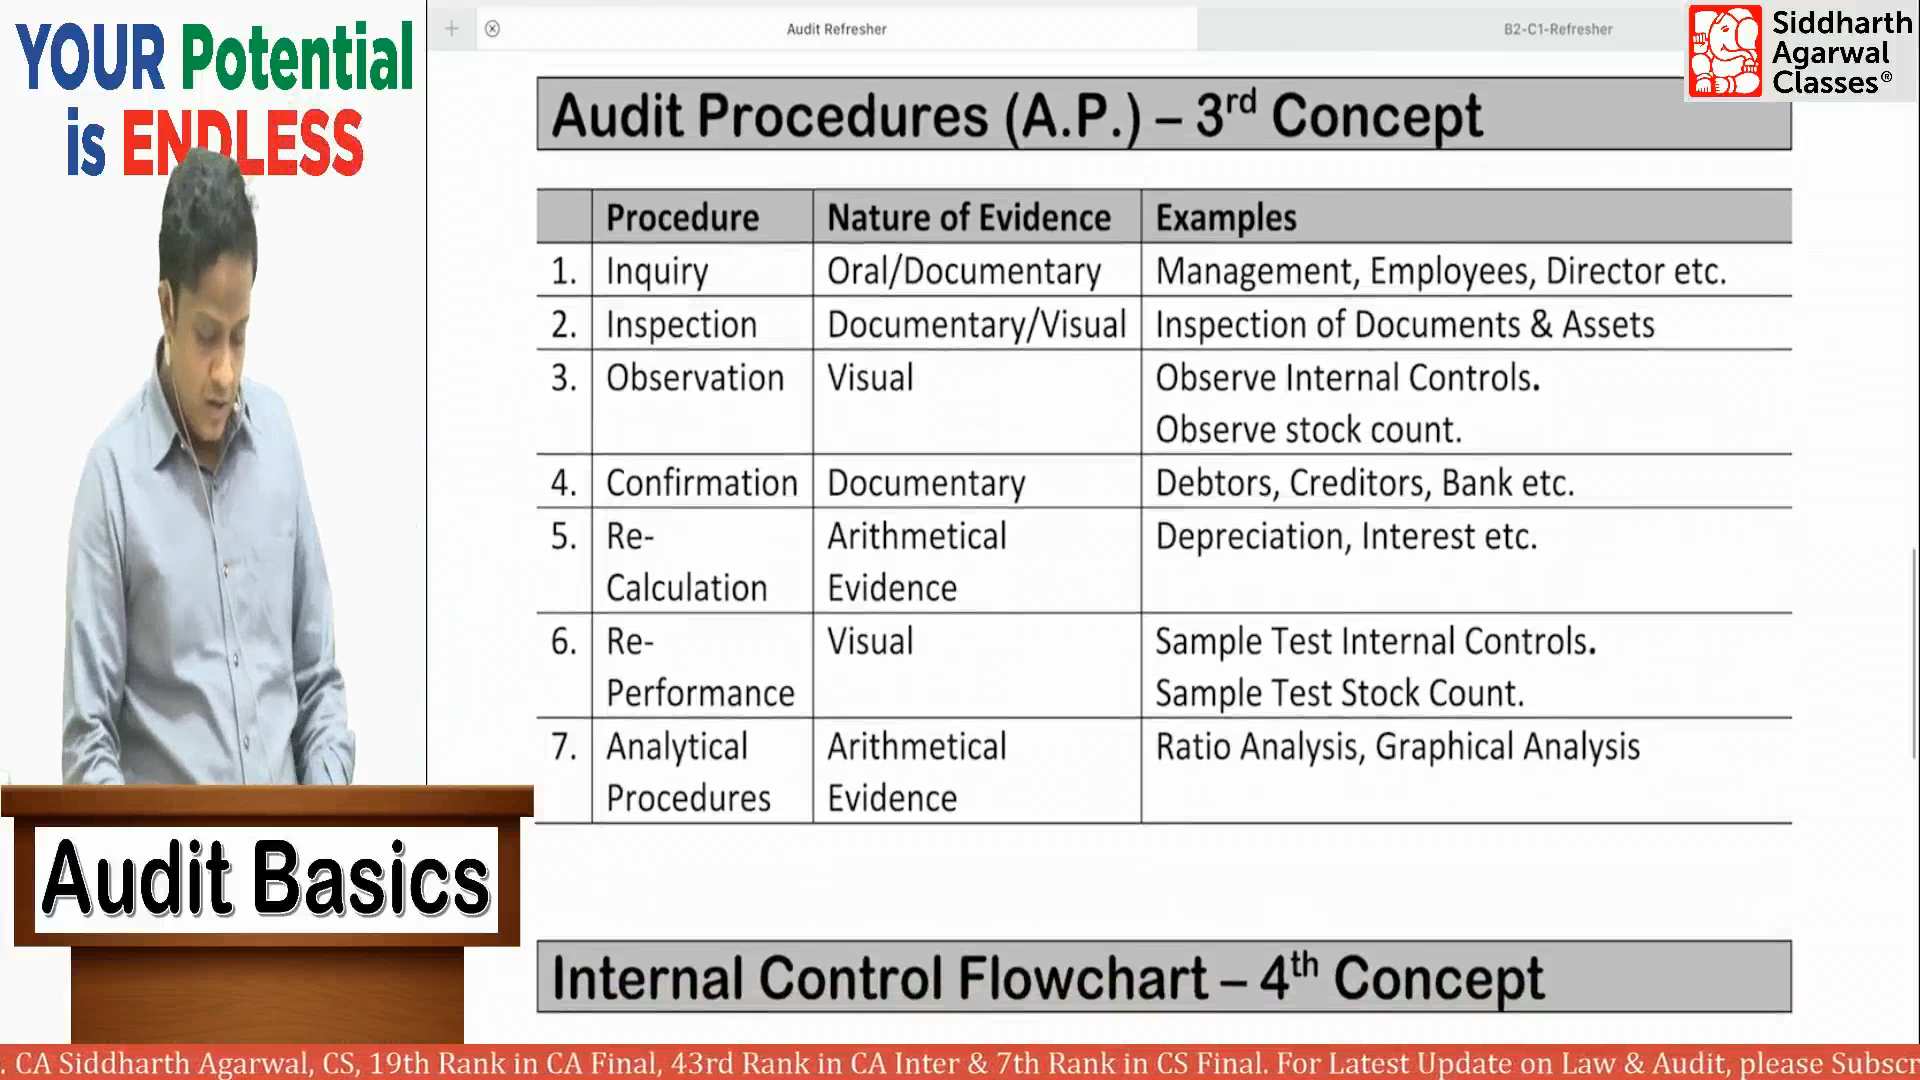 YOUR Potential
is ENDLESS
Audit Refresher
B2-C1-Refresher
Siddharth
Agarwal
Classes®
Audit Procedures (A.P.) – 3rd Concept
Procedure Nature of Evidence Examples
1. Inquiry Oral/Documentary Management, Employees, Director etc.
2. Inspection Documentary/Visual Inspection of Documents & Assets
3. Observation Visual Observe Internal Controls.
Observe stock count.
4. Confirmation Documentary Debtors, Creditors, Bank etc.
5. Re- Arithmetical Depreciation, Interest etc.
Calculation Evidence
6. Re- Visual Sample Test Internal Controls.
Performance Sample Test Stock Count.
7. Analytical Arithmetical Ratio Analysis, Graphical Analysis
Procedures Evidence
Audit Basics
Internal Control Flowchart – 4th Concept
. CA Siddharth Agarwal, CS, 19th Rank in CA Final, 43rd Rank in CA Inter & 7th Rank in CS Final. For Latest Update on Law & Audit, please Subscr